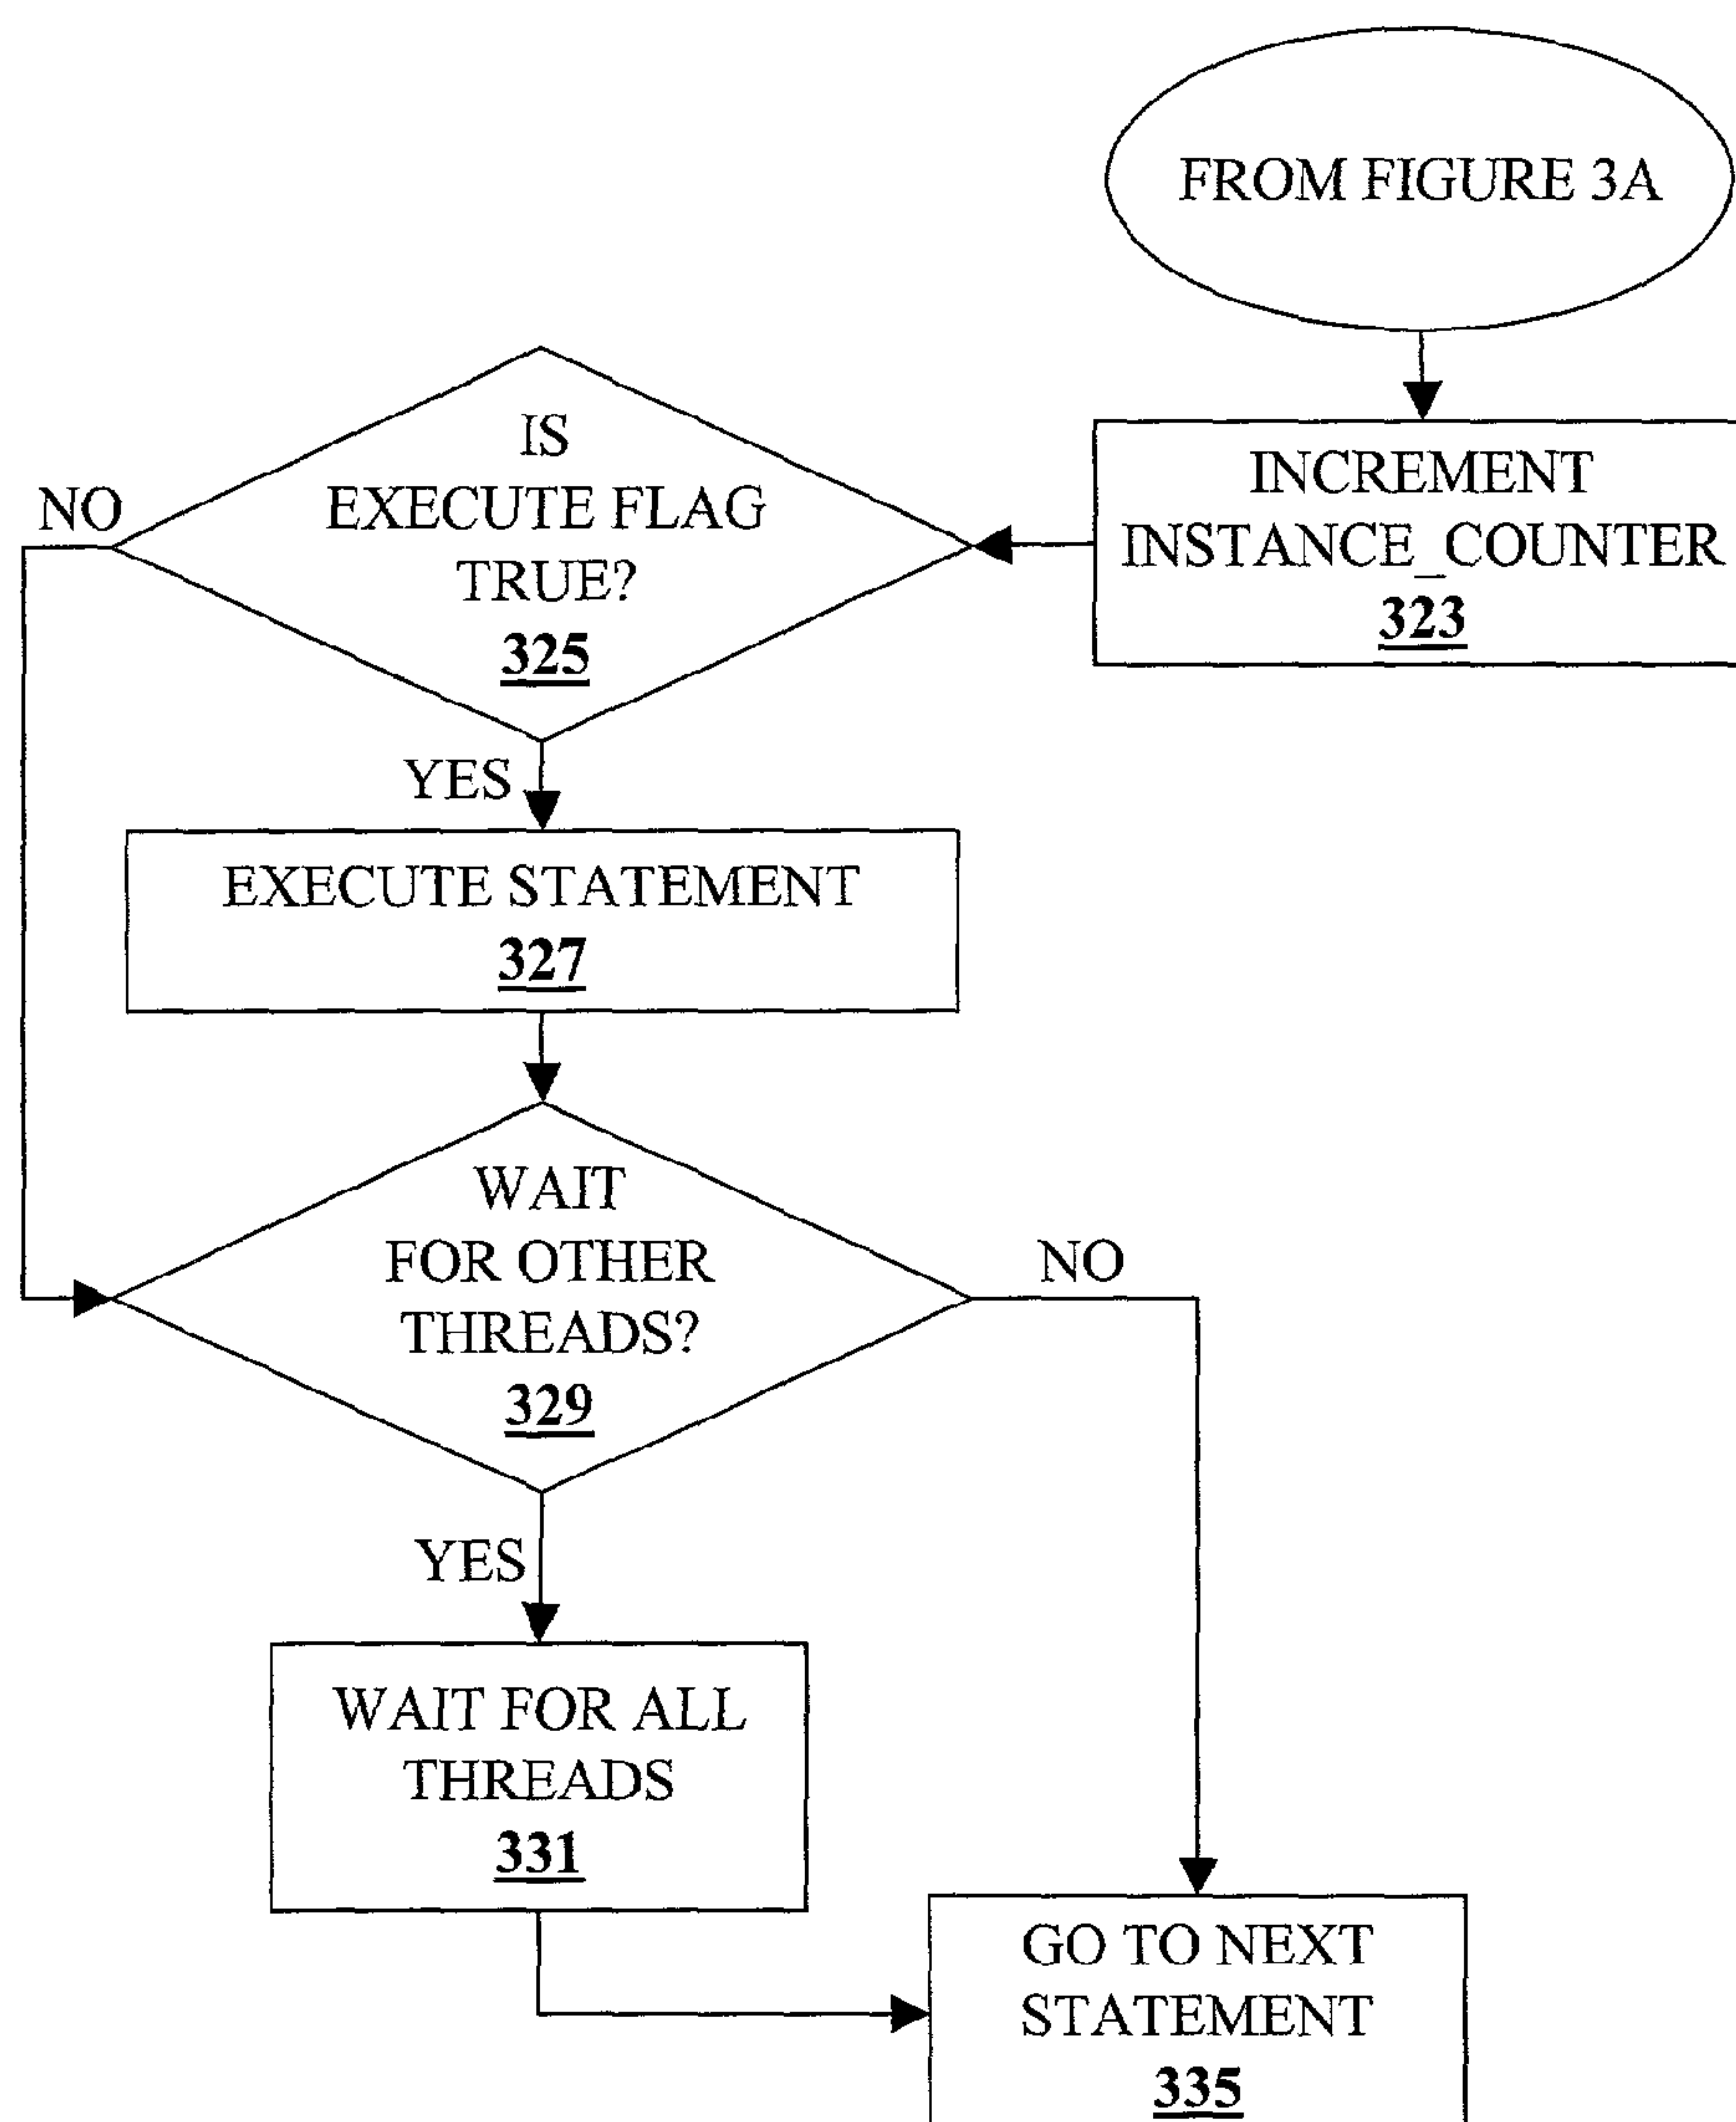 FROM FIGURE 3A
INCREMENT
INSTANCE_COUNTER
323
IS
EXECUTE FLAG
TRUE?
325
NO
YES
EXECUTE STATEMENT
327
WAIT
FOR OTHER
THREADS?
329
NO
YES
WAIT FOR ALL
THREADS
331
GO TO NEXT
STATEMENT
335